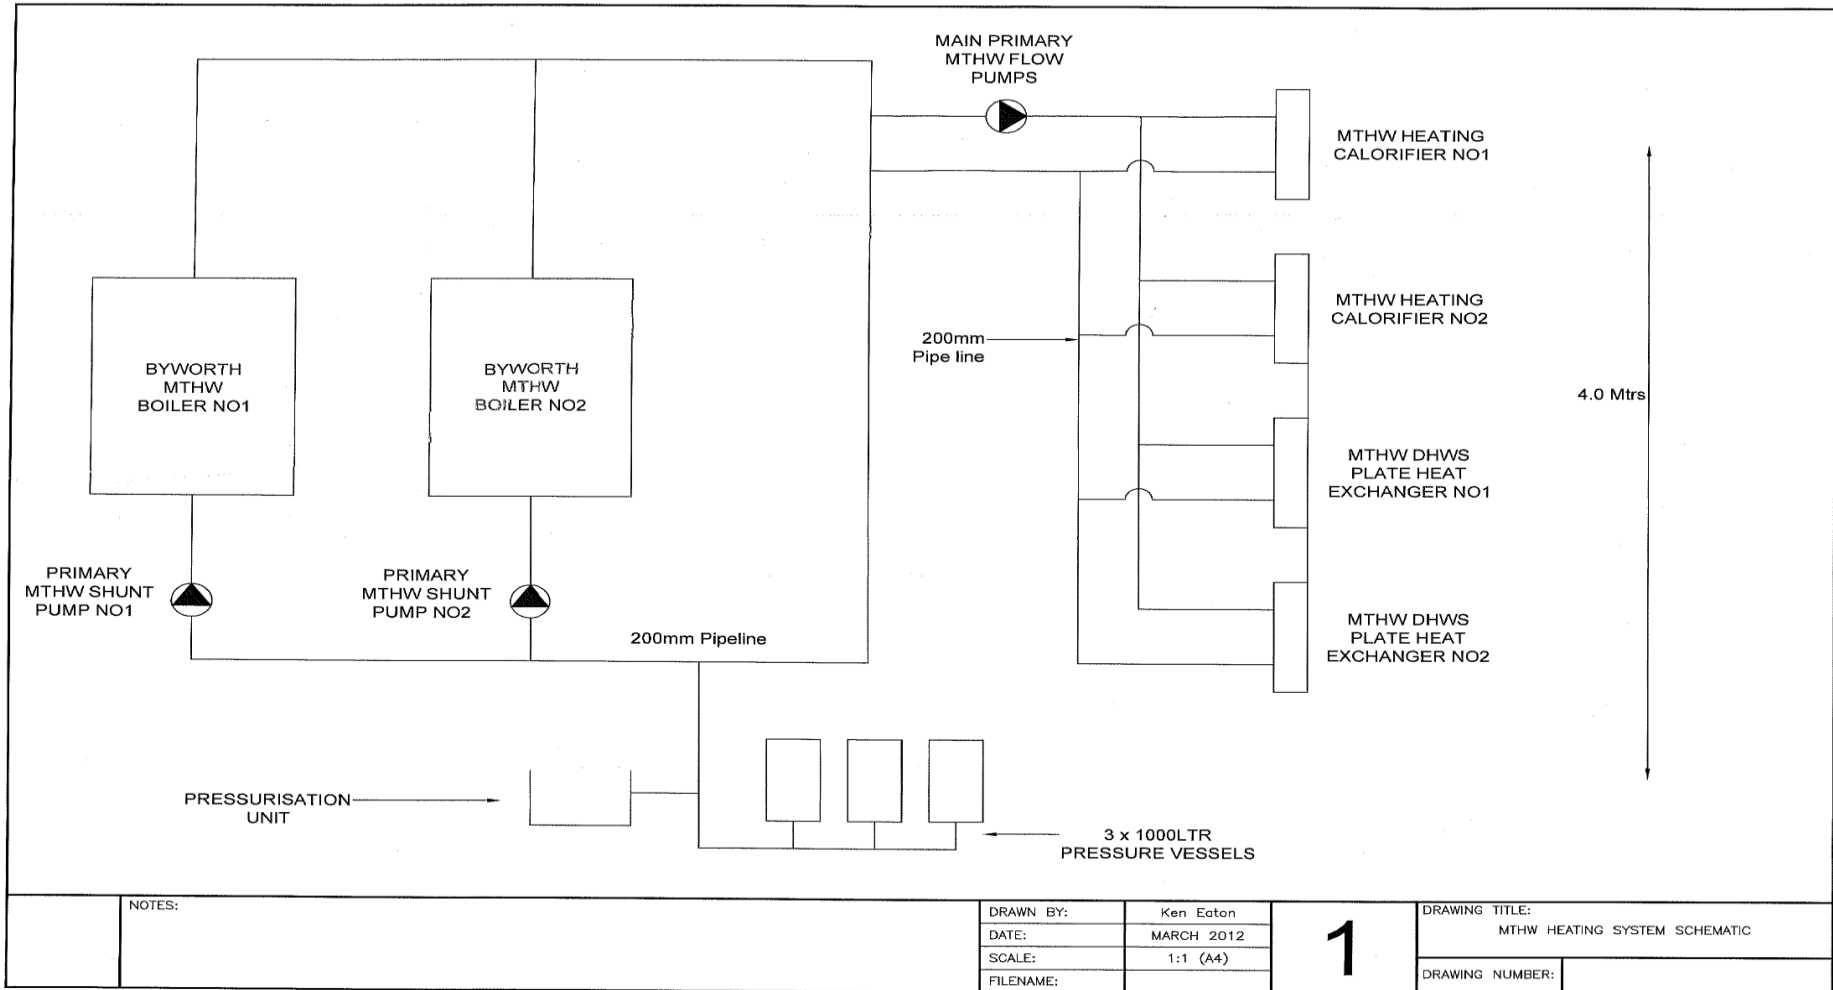 MAIN PRIMARY
MTHW FLOW
PUMPS
MTHW HEATING
CALORIFIER NO1
MTHW HEATING
CALORIFIER NO2
200mm
Pipe line
BYWORTH
MTHW
BOILER NO1
BYWORTH
MTHW
BOILER NO2
4.0 Mtrs
MTHW DHWS
PLATE HEAT
EXCHANGER NO1
PRIMARY
MTHW SHUNT
PUMP NO1
PRIMARY
MTHW SHUNT
PUMP NO2
200mm Pipeline
MTHW DHWS
PLATE HEAT
EXCHANGER NO2
PRESSURISATION
UNIT
3 x 1000LTR
PRESSURE VESSELS
NOTES:
DRAWN BY: Ken Eaton
DATE: MARCH 2012
SCALE: 1:1 (A4)
FILENAME:
1
DRAWING TITLE:
MTHW HEATING SYSTEM SCHEMATIC
DRAWING NUMBER: